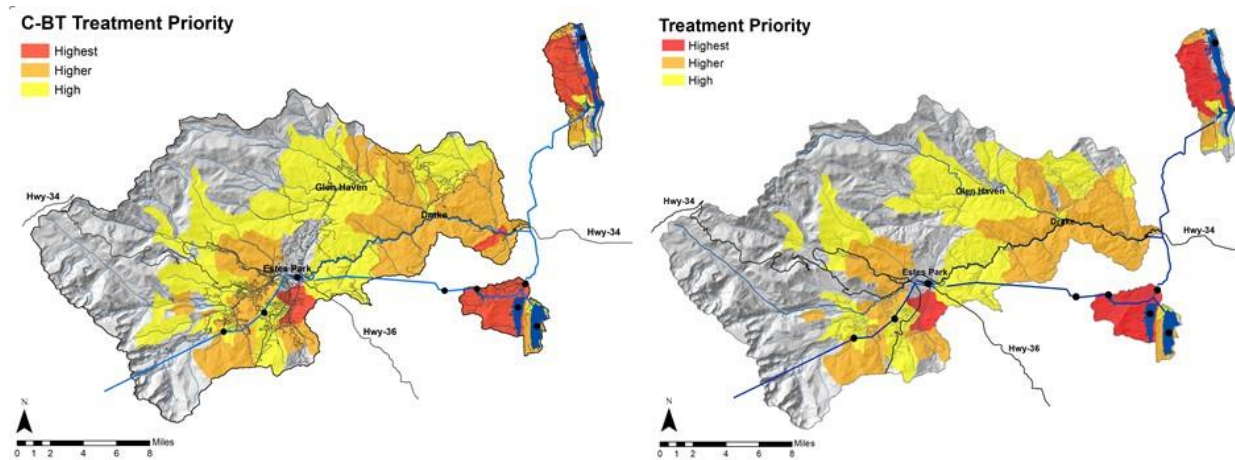 C-BT Treatment Priority
Highest
Higher
High
Glen Haven
Hwy-34
Drake
Hwy-34
Estes Park
Hwy-36
N
0 1 2 4 6 8 Miles
Treatment Priority
Highest
Higher
High
Glen Haven
Hwy-34
Drake
Hwy-34
Estes Park
Hwy-36
N
0 1 2 4 6 8 Miles